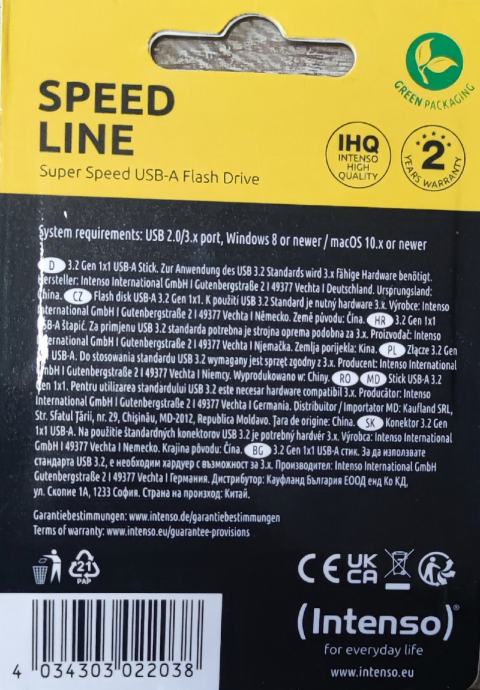 SPEED
LINE
Super Speed USB-A Flash Drive
GREEN PACKAGING
IHQ
INTENSO
HIGH
QUALITY
2
YEARS WARRANTY
System requirements: USB 2.0/3.x port, Windows 8 or newer / macOS 10.x or newer
D 3.2 Gen 1x1 USB-A Stick. Zur Anwendung des USB 3.2 Standards wird 3.x fähige Hardware benötigt.
Hersteller: Intenso International GmbH I Gutenbergstraße 2 I 49377 Vechta I Deutschland. Ursprungsland:
China. CZ Flash disk USB-A 3.2 Gen 1x1. K použití USB 3.2 Standard je nutný hardware 3.x. Výrobce: Intenso
International GmbH I Gutenbergstraße 2 I 49377 Vechta I Německo. Země původu: Čína. HR 3.2 Gen 1x1
USB-A štapić. Za primjenu USB 3.2 standarda potrebna je strojna oprema podobna za 3.x. Proizvođač: Intenso
International GmbH I Gutenbergstraße 2 I 49377 Vechta I Njemačka. Zemlja porijekla: Kina. PL Złącze 3.2 Gen
USB-A. Do stosowania standardu USB 3.2 wymagany jest sprzęt zgodny z 3.x. Producent: Intenso International
GmbH I Gutenbergstraße 2 I 49377 Vechta I Niemcy. Wyprodukowano w: Chiny. RO MD Stick USB-A 3.2
Gen 1x1. Pentru utilizarea standardului USB 3.2 este necesar hardware compatibil 3.x. Producător: Intenso
International GmbH I Gutenbergstraße 2 I 49377 Vechta I Germania. Distribuitor / Importator MD: Kaufland SRL,
Str. Sfatul Țării, nr. 29, Chișinău, MD-2012, Republica Moldova. Țara de origine: China. SK Konektor 3.2 Gen
1x1 USB-A. Na použitie štandardných konektorov USB 3.2 je potrebný hardvér 3.x. Výrobca: Intenso International
GmbH I Gutenbergstraße 2 I 49377 Vechta I Nemecko. Krajina pôvodu: Čína. BG 3.2 Gen 1x1 USB-A стик. За да използвате
стандарта USB 3.2, е необходим хардуер с възможност за 3.x. Производител: Intenso International GmbH
Gutenbergstraße 2 I 49377 Vechta I Германия. Дистрибутор: Кауфланд България ЕООД енд Ко КД,
ул. Скопие 1А, 1233 София. Страна на произход: Китай.
Garantiebestimmungen: www.intenso.de/garantiebestimmungen
Terms of warranty: www.intenso.eu/guarantee-provisions
21
PAP
CE UK CA
(Intenso)®
for everyday life
www.intenso.eu
4 034303 022038